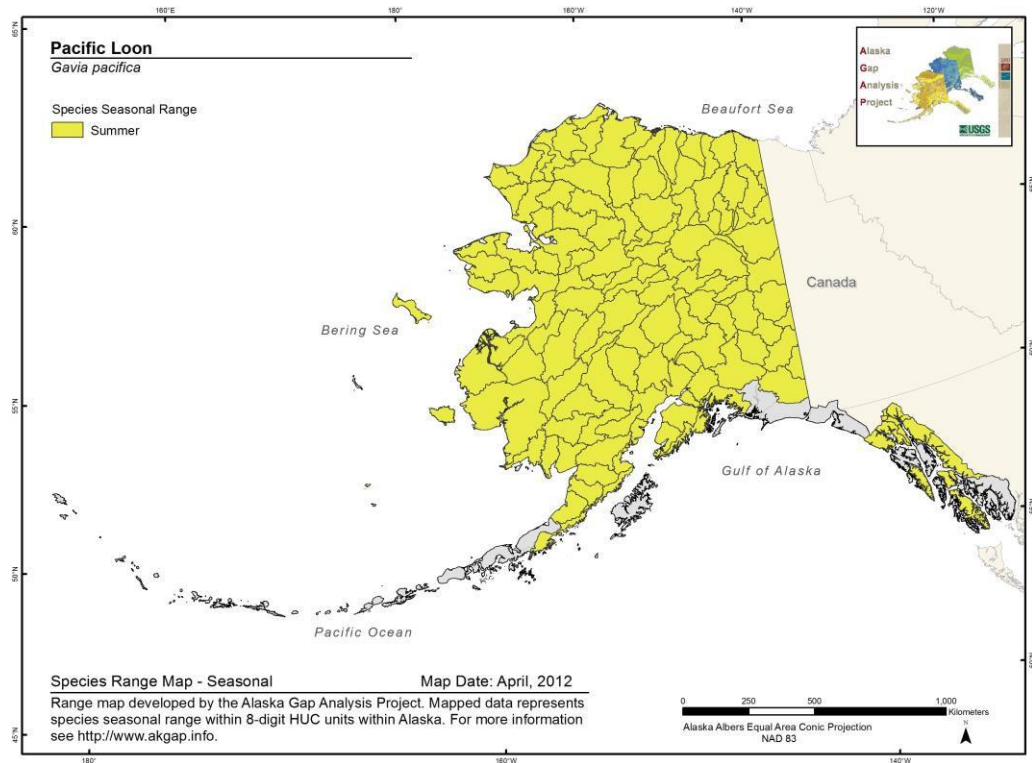 160°E
180°
160°W
140°W
120°W
65°N
Pacific Loon
Gavia pacifica
Species Seasonal Range
Summer
Alaska
Gap
Analysis
Project
USGS
Beaufort Sea
60°N
Canada
Bering Sea
55°N
60°N
Gulf of Alaska
50°N
Pacific Ocean
Species Range Map - Seasonal Map Date: April, 2012
Range map developed by the Alaska Gap Analysis Project. Mapped data represents
species seasonal range within 8-digit HUC units within Alaska. For more information
see http://www.akgap.info.
0 250 500 1,000
Kilometers
Alaska Albers Equal Area Conic Projection
NAD 83
N
45°N
180°
160°W
140°W